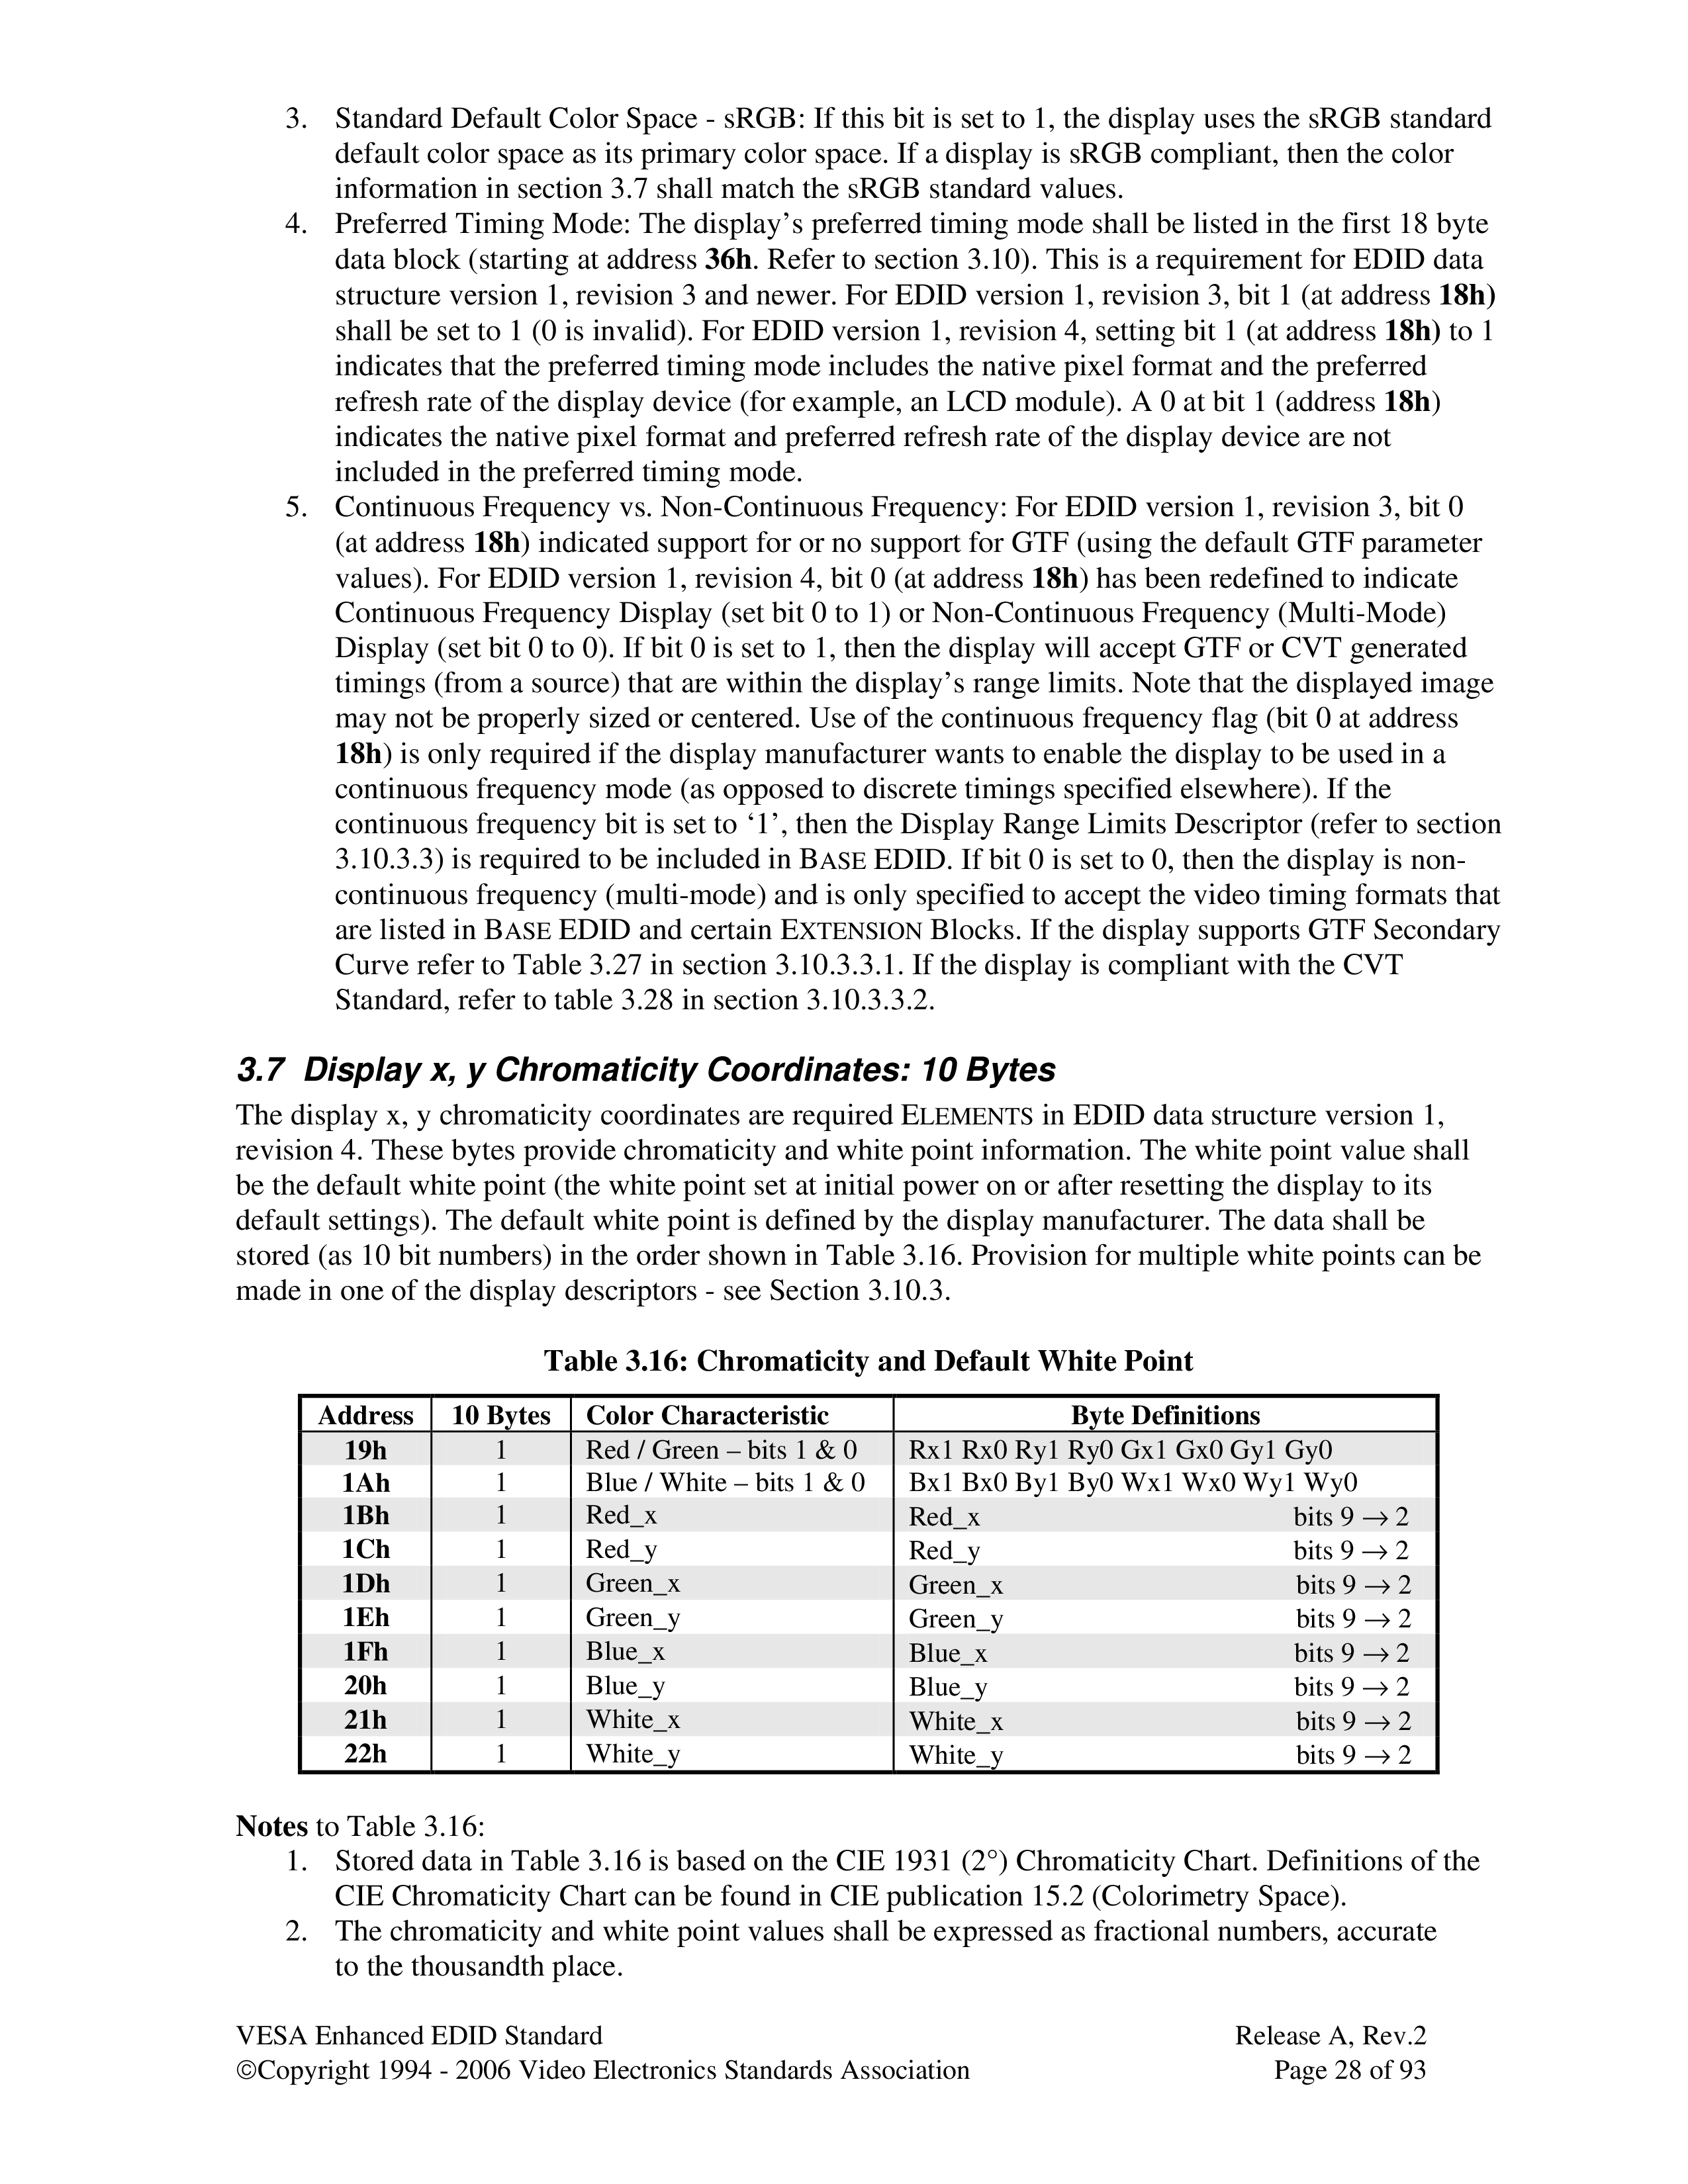 3. Standard Default Color Space - sRGB: If this bit is set to 1, the display uses the sRGB standard
default color space as its primary color space. If a display is sRGB compliant, then the color
information in section 3.7 shall match the sRGB standard values.
4. Preferred Timing Mode: The display’s preferred timing mode shall be listed in the first 18 byte
data block (starting at address 36h. Refer to section 3.10). This is a requirement for EDID data
structure version 1, revision 3 and newer. For EDID version 1, revision 3, bit 1 (at address 18h)
shall be set to 1 (0 is invalid). For EDID version 1, revision 4, setting bit 1 (at address 18h) to 1
indicates that the preferred timing mode includes the native pixel format and the preferred
refresh rate of the display device (for example, an LCD module). A 0 at bit 1 (address 18h)
indicates the native pixel format and preferred refresh rate of the display device are not
included in the preferred timing mode.
5. Continuous Frequency vs. Non-Continuous Frequency: For EDID version 1, revision 3, bit 0
(at address 18h) indicated support for or no support for GTF (using the default GTF parameter
values). For EDID version 1, revision 4, bit 0 (at address 18h) has been redefined to indicate
Continuous Frequency Display (set bit 0 to 1) or Non-Continuous Frequency (Multi-Mode)
Display (set bit 0 to 0). If bit 0 is set to 1, then the display will accept GTF or CVT generated
timings (from a source) that are within the display’s range limits. Note that the displayed image
may not be properly sized or centered. Use of the continuous frequency flag (bit 0 at address
18h) is only required if the display manufacturer wants to enable the display to be used in a
continuous frequency mode (as opposed to discrete timings specified elsewhere). If the
continuous frequency bit is set to ‘1’, then the Display Range Limits Descriptor (refer to section
3.10.3.3) is required to be included in BASE EDID. If bit 0 is set to 0, then the display is non-
continuous frequency (multi-mode) and is only specified to accept the video timing formats that
are listed in BASE EDID and certain EXTENSION Blocks. If the display supports GTF Secondary
Curve refer to Table 3.27 in section 3.10.3.3.1. If the display is compliant with the CVT
Standard, refer to table 3.28 in section 3.10.3.3.2.
3.7 Display x, y Chromaticity Coordinates: 10 Bytes
The display x, y chromaticity coordinates are required ELEMENTS in EDID data structure version 1,
revision 4. These bytes provide chromaticity and white point information. The white point value shall
be the default white point (the white point set at initial power on or after resetting the display to its
default settings). The default white point is defined by the display manufacturer. The data shall be
stored (as 10 bit numbers) in the order shown in Table 3.16. Provision for multiple white points can be
made in one of the display descriptors - see Section 3.10.3.
Table 3.16: Chromaticity and Default White Point
Address 10 Bytes Color Characteristic Byte Definitions
19h 1 Red / Green – bits 1 & 0 Rx1 Rx0 Ry1 Ry0 Gx1 Gx0 Gy1 Gy0
1Ah 1 Blue / White – bits 1 & 0 Bx1 Bx0 By1 By0 Wx1 Wx0 Wy1 Wy0
1Bh 1 Red_x Red_x bits 9 → 2
1Ch 1 Red_y Red_y bits 9 → 2
1Dh 1 Green_x Green_x bits 9 → 2
1Eh 1 Green_y Green_y bits 9 → 2
1Fh 1 Blue_x Blue_x bits 9 → 2
20h 1 Blue_y Blue_y bits 9 → 2
21h 1 White_x White_x bits 9 → 2
22h 1 White_y White_y bits 9 → 2
Notes to Table 3.16:
1. Stored data in Table 3.16 is based on the CIE 1931 (2°) Chromaticity Chart. Definitions of the
CIE Chromaticity Chart can be found in CIE publication 15.2 (Colorimetry Space).
2. The chromaticity and white point values shall be expressed as fractional numbers, accurate
to the thousandth place.
VESA Enhanced EDID Standard Release A, Rev.2
©Copyright 1994 - 2006 Video Electronics Standards Association Page 28 of 93